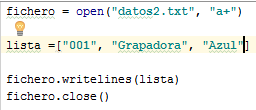 fichero = open("datos2.txt", "a+")
lista =["001", "Grapadora", "Azul"]
fichero.writelines(lista)
fichero.close()